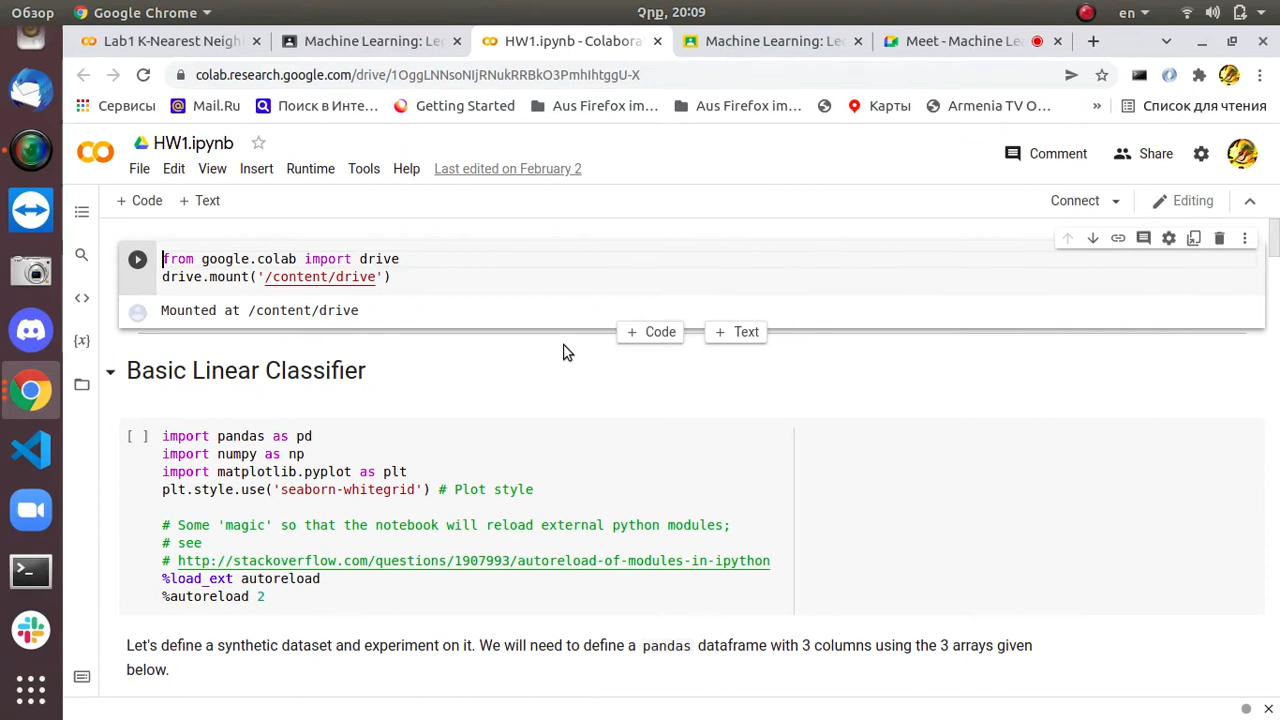 Обзор Google Chrome Չրք, 20:09 en
Lab1 K-Nearest Neigh Machine Learning: Lec HW1.ipynb - Colabora Machine Learning: Lec Meet - Machine Le
colab.research.google.com/drive/1OggLNNsoNIjRNukRRBkO3PmhIhtggU-X
Сервисы Mail.Ru Поиск в Инте... Getting Started Aus Firefox im... Aus Firefox im... Карты Armenia TV O... » Список для чтения
HW1.ipynb
File Edit View Insert Runtime Tools Help Last edited on February 2
Comment Share
+ Code + Text Connect Editing
from google.colab import drive
drive.mount('/content/drive')
Mounted at /content/drive
+ Code + Text
Basic Linear Classifier
[ ] import pandas as pd
import numpy as np
import matplotlib.pyplot as plt
plt.style.use('seaborn-whitegrid') # Plot style
# Some 'magic' so that the notebook will reload external python modules;
# see
# http://stackoverflow.com/questions/1907993/autoreload-of-modules-in-ipython
%load_ext autoreload
%autoreload 2
Let's define a synthetic dataset and experiment on it. We will need to define a pandas dataframe with 3 columns using the 3 arrays given
below.